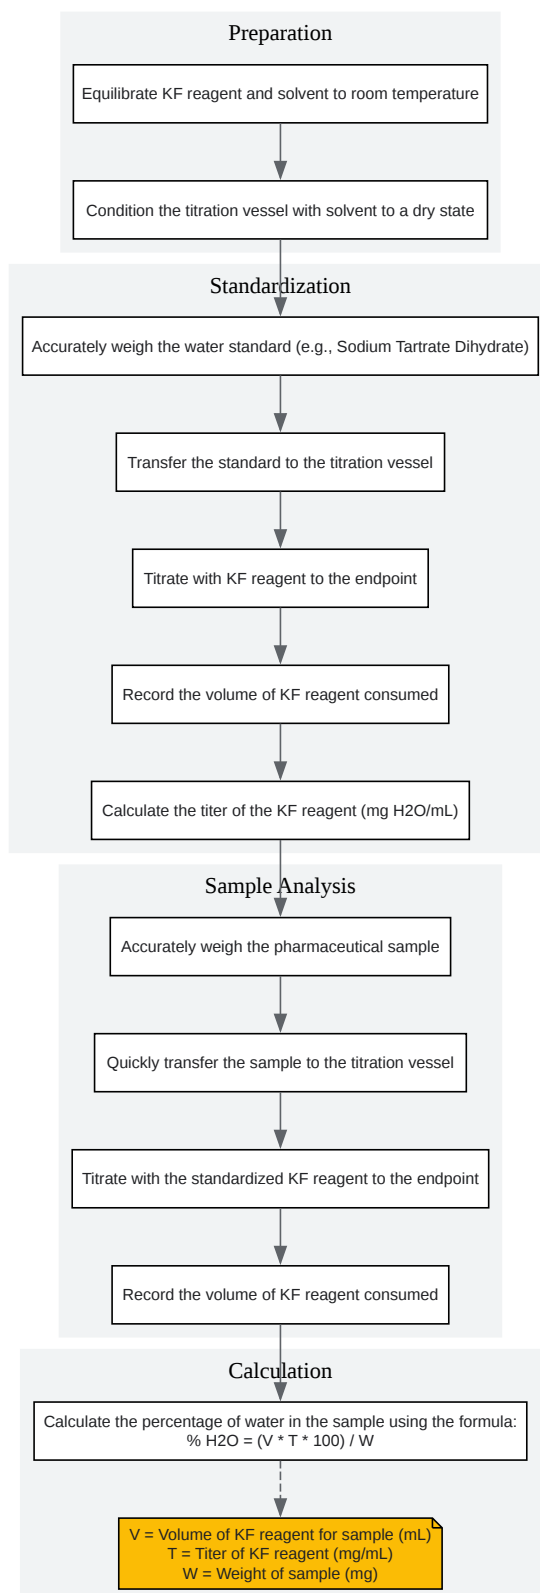 Preparation
Equilibrate KF reagent and solvent to room temperature
Condition the titration vessel with solvent to a dry state
Standardization
Accurately weigh the water standard (e.g., Sodium Tartrate Dihydrate)
Transfer the standard to the titration vessel
Titrate with KF reagent to the endpoint
Record the volume of KF reagent consumed
Calculate the titer of the KF reagent (mg H2O/mL)
Sample Analysis
Accurately weigh the pharmaceutical sample
Quickly transfer the sample to the titration vessel
Titrate with the standardized KF reagent to the endpoint
Record the volume of KF reagent consumed
Calculation
Calculate the percentage of water in the sample using the formula:
% H2O = (V * T * 100) / W
V = Volume of KF reagent for sample (mL)
T = Titer of KF reagent (mg/mL)
W = Weight of sample (mg)